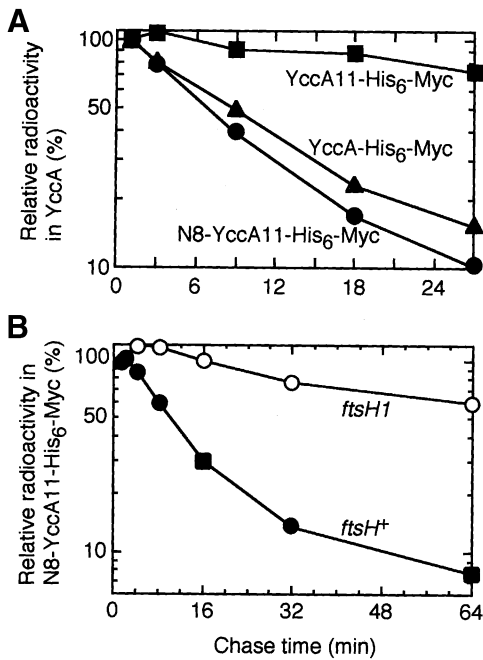 A
Relative radioactivity
in YccA (%)
100
50
10
YccA11-His6-Myc
YccA-His6-Myc
N8-YccA11-His6-Myc
0 6 12 18 24
B
Relative radioactivity in
N8-YccA11-His6-Myc (%)
100
50
10
ftsH1
ftsH+
0 16 32 48 64
Chase time (min)